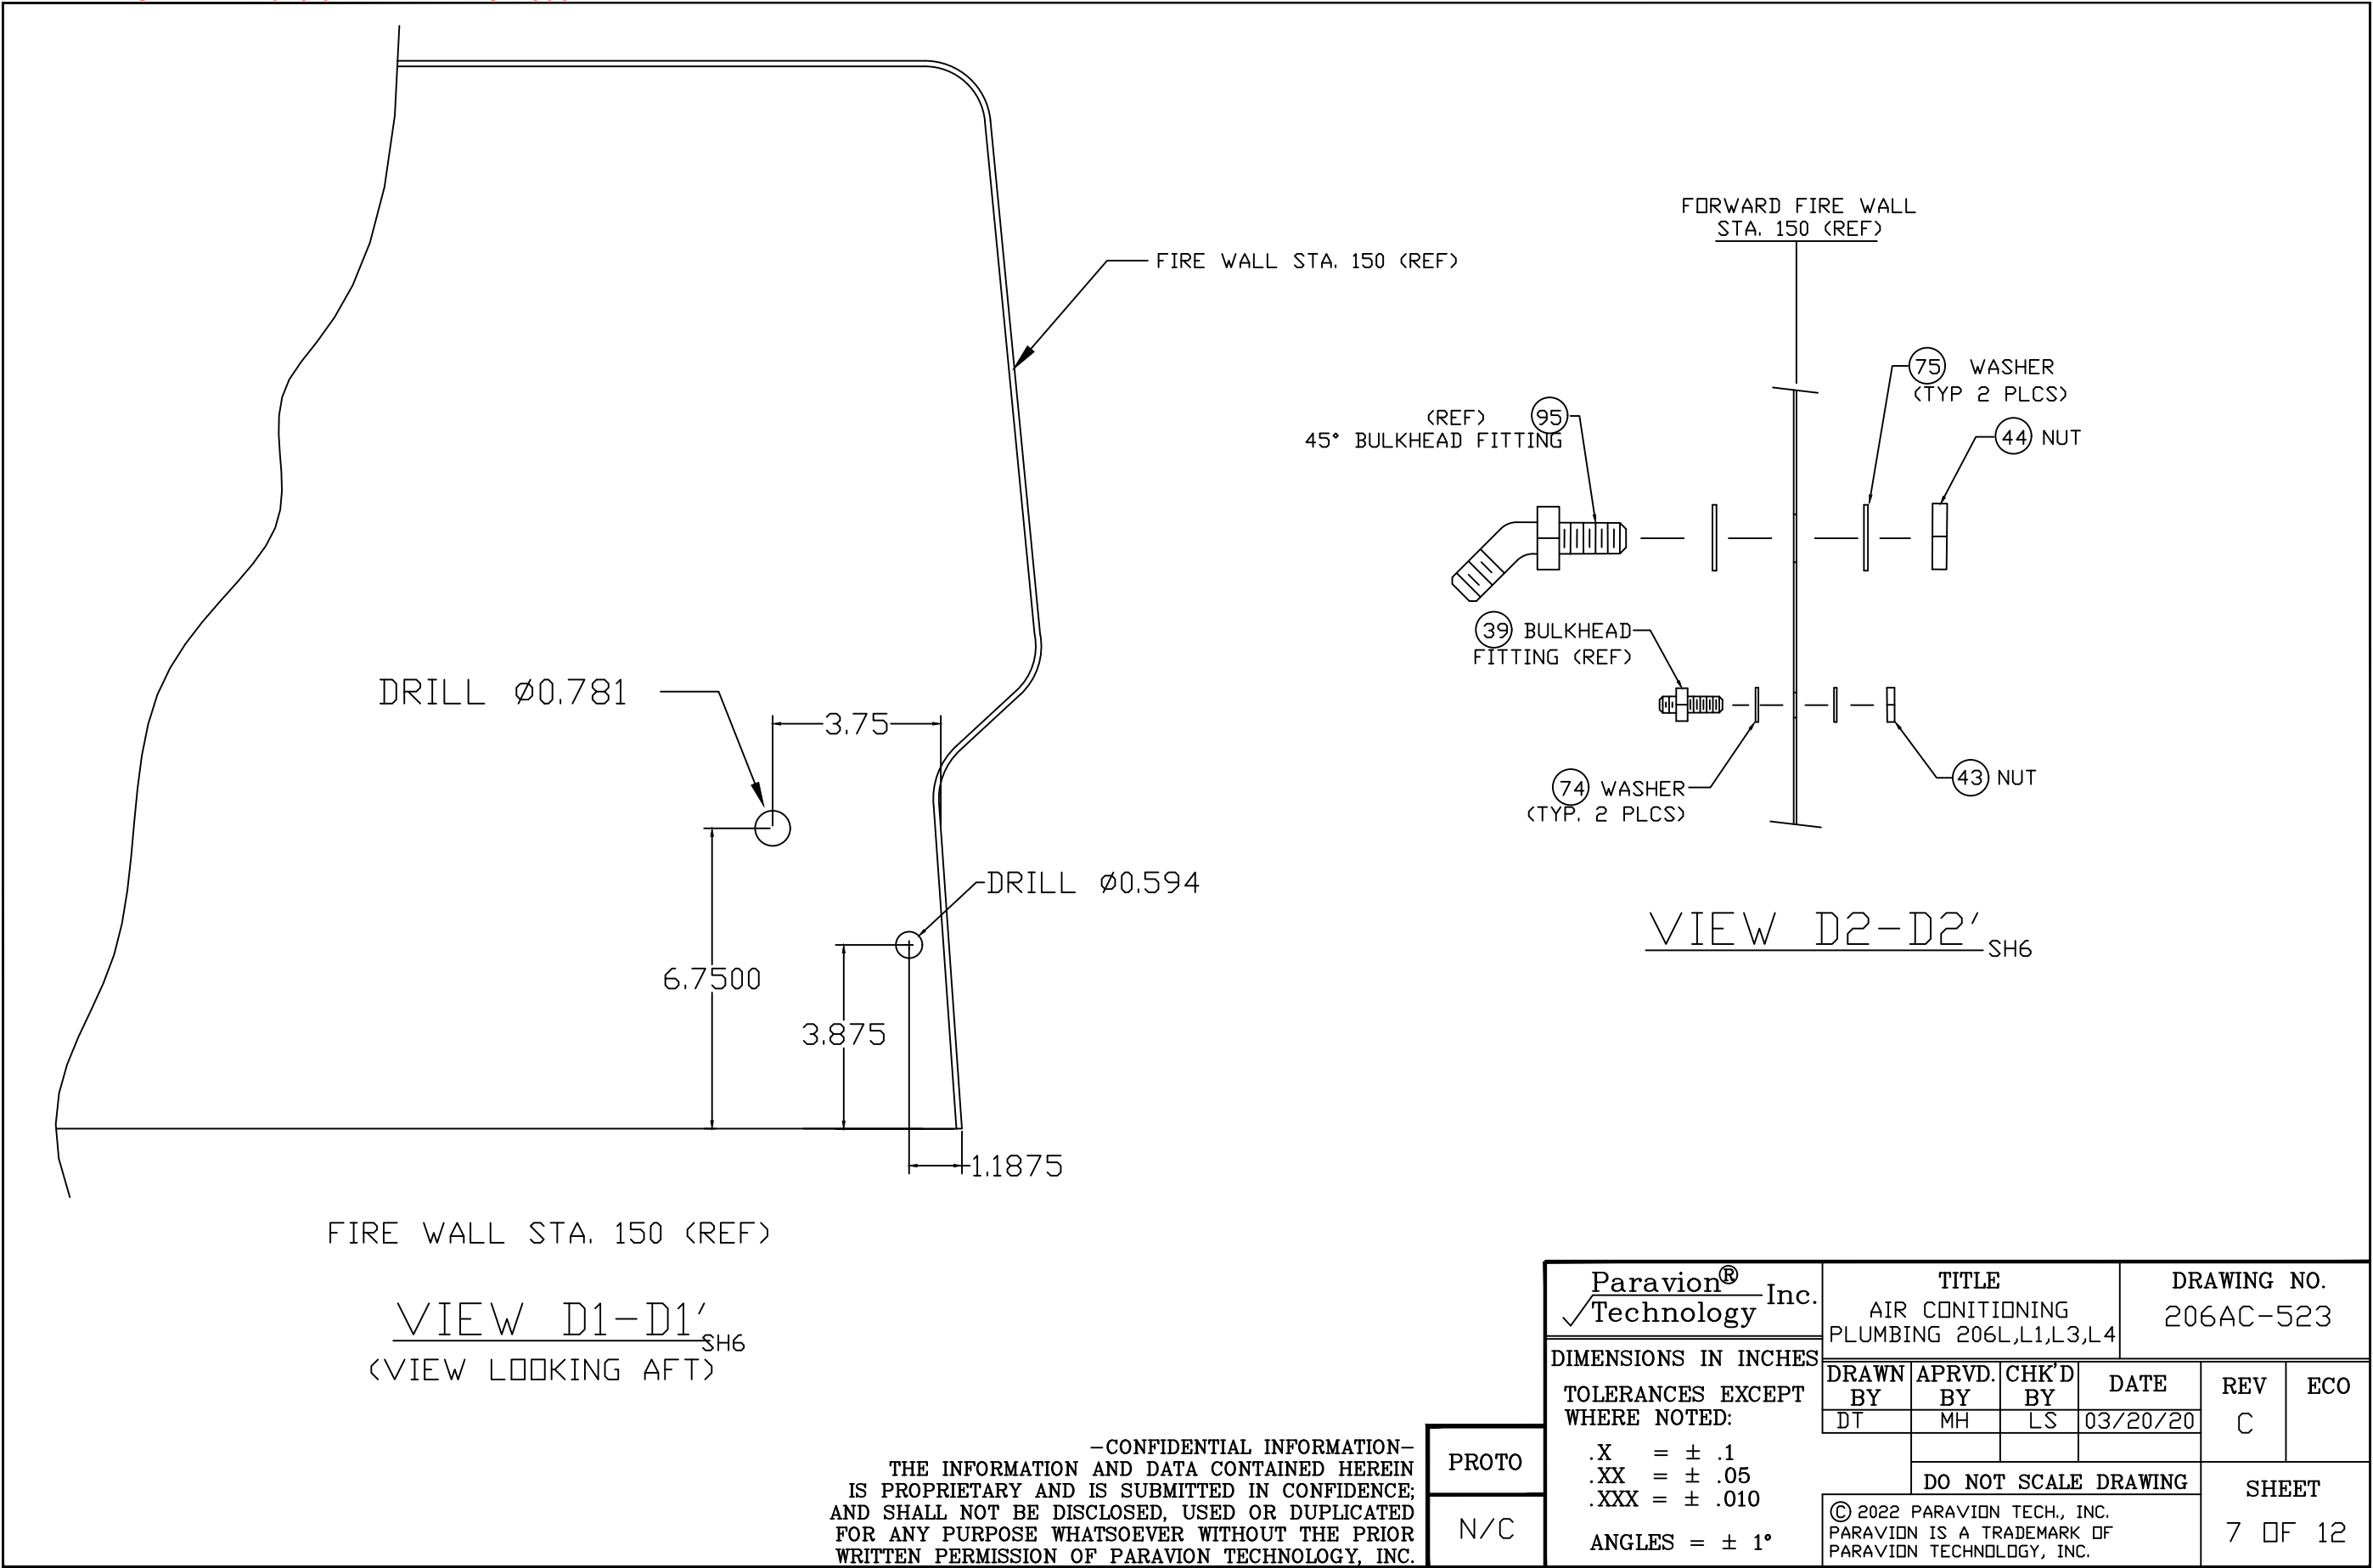 FIRE WALL STA. 150 (REF)
DRILL Ø0.781
3.75
DRILL Ø0.594
6.7500
3.875
1.1875
FIRE WALL STA. 150 (REF)
VIEW D1-D1' SH6
(VIEW LOOKING AFT)
FORWARD FIRE WALL
STA. 150 (REF)
75 WASHER
(TYP 2 PLCS)
44 NUT
(REF) 95
45° BULKHEAD FITTING
39 BULKHEAD
FITTING (REF)
74 WASHER
(TYP. 2 PLCS)
43 NUT
VIEW D2-D2' SH6
-CONFIDENTIAL INFORMATION-
THE INFORMATION AND DATA CONTAINED HEREIN
IS PROPRIETARY AND IS SUBMITTED IN CONFIDENCE;
AND SHALL NOT BE DISCLOSED, USED OR DUPLICATED
FOR ANY PURPOSE WHATSOEVER WITHOUT THE PRIOR
WRITTEN PERMISSION OF PARAVION TECHNOLOGY, INC.
PROTO
N/C
Paravion® Technology Inc.
DIMENSIONS IN INCHES
TOLERANCES EXCEPT
WHERE NOTED:
.X = ± .1
.XX = ± .05
.XXX = ± .010
ANGLES = ± 1°
TITLE
AIR CONITIONING
PLUMBING 206L,L1,L3,L4
DRAWING NO.
206AC-523
DRAWN BY
DT
APRVD. BY
MH
CHK'D BY
LS
DATE
03/20/20
REV
C
ECO
DO NOT SCALE DRAWING
© 2022 PARAVION TECH., INC.
PARAVION IS A TRADEMARK OF
PARAVION TECHNOLOGY, INC.
SHEET
7 OF 12